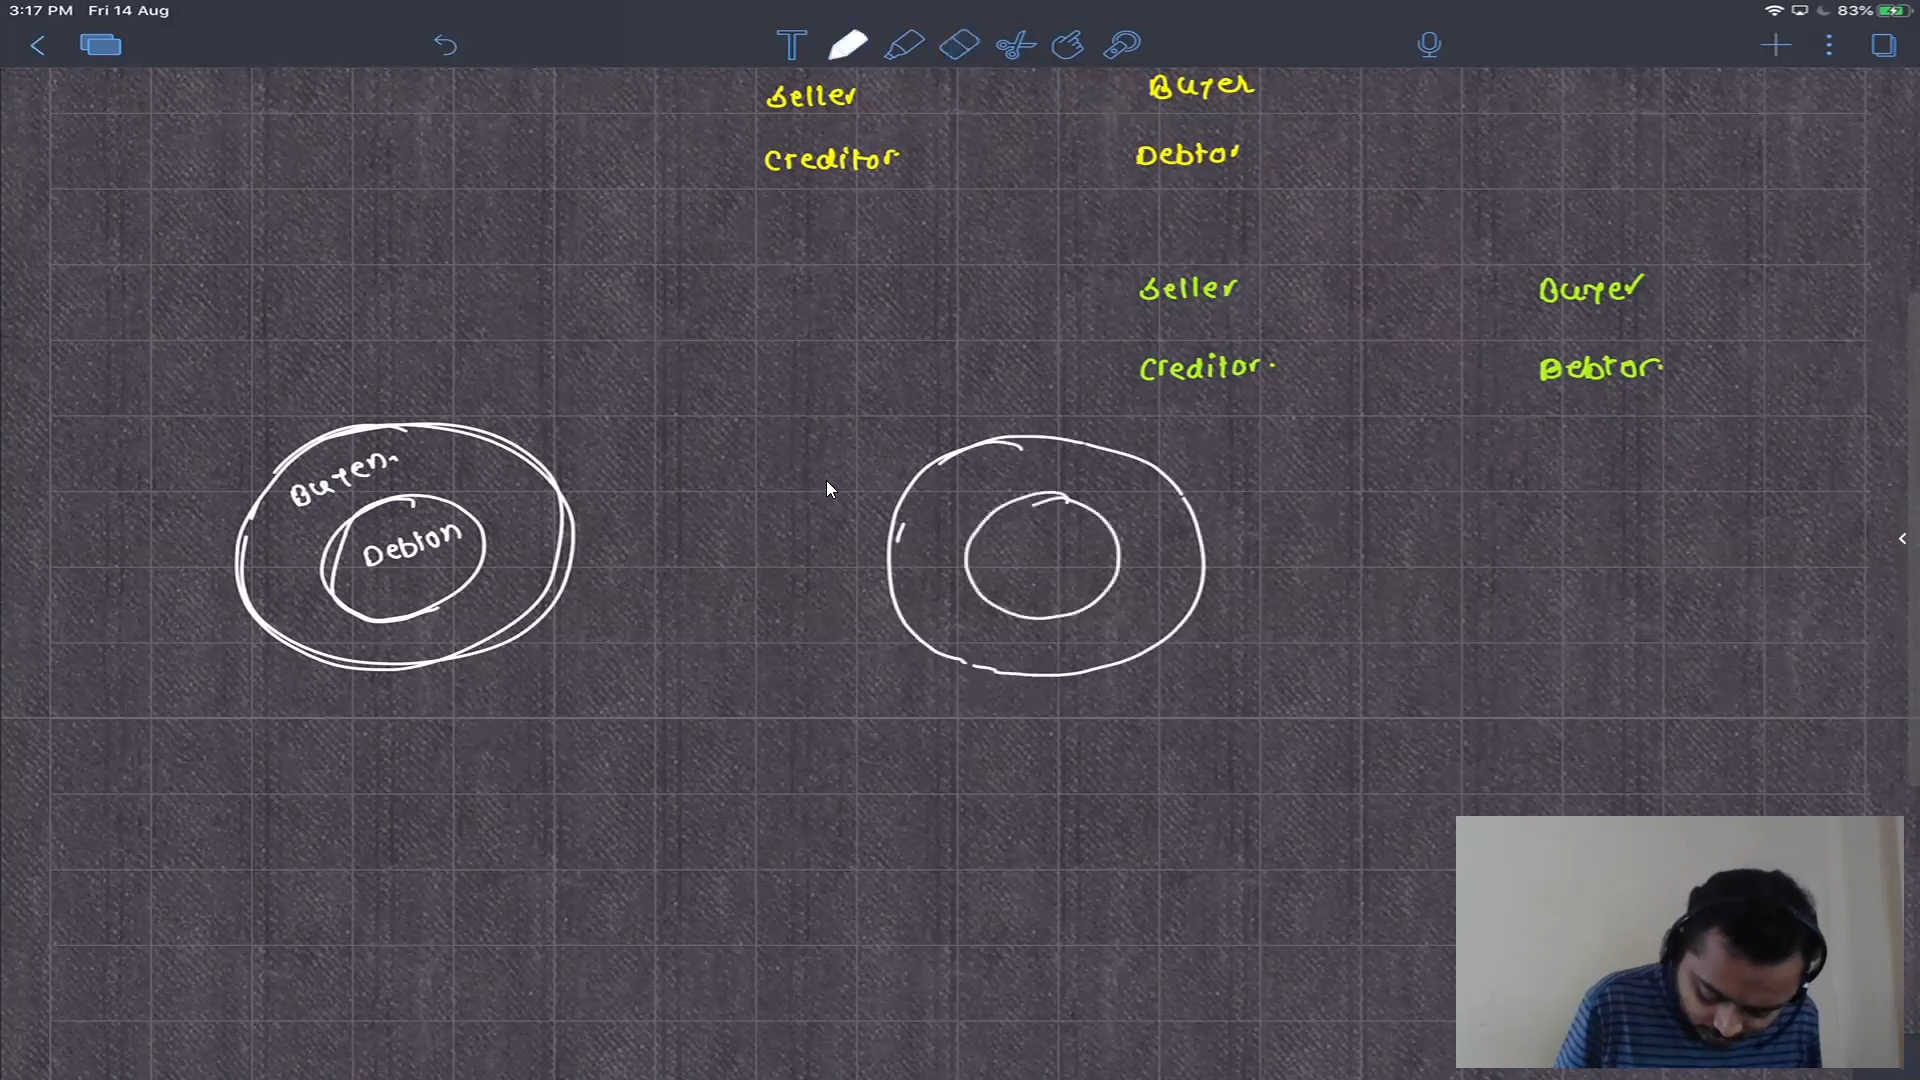 3:17 PM Fri 14 Aug
83%
T
Seller Buyer
Creditor Debtor
Seller Buyer
Creditor. Debtor.
Buyer.
Debtor